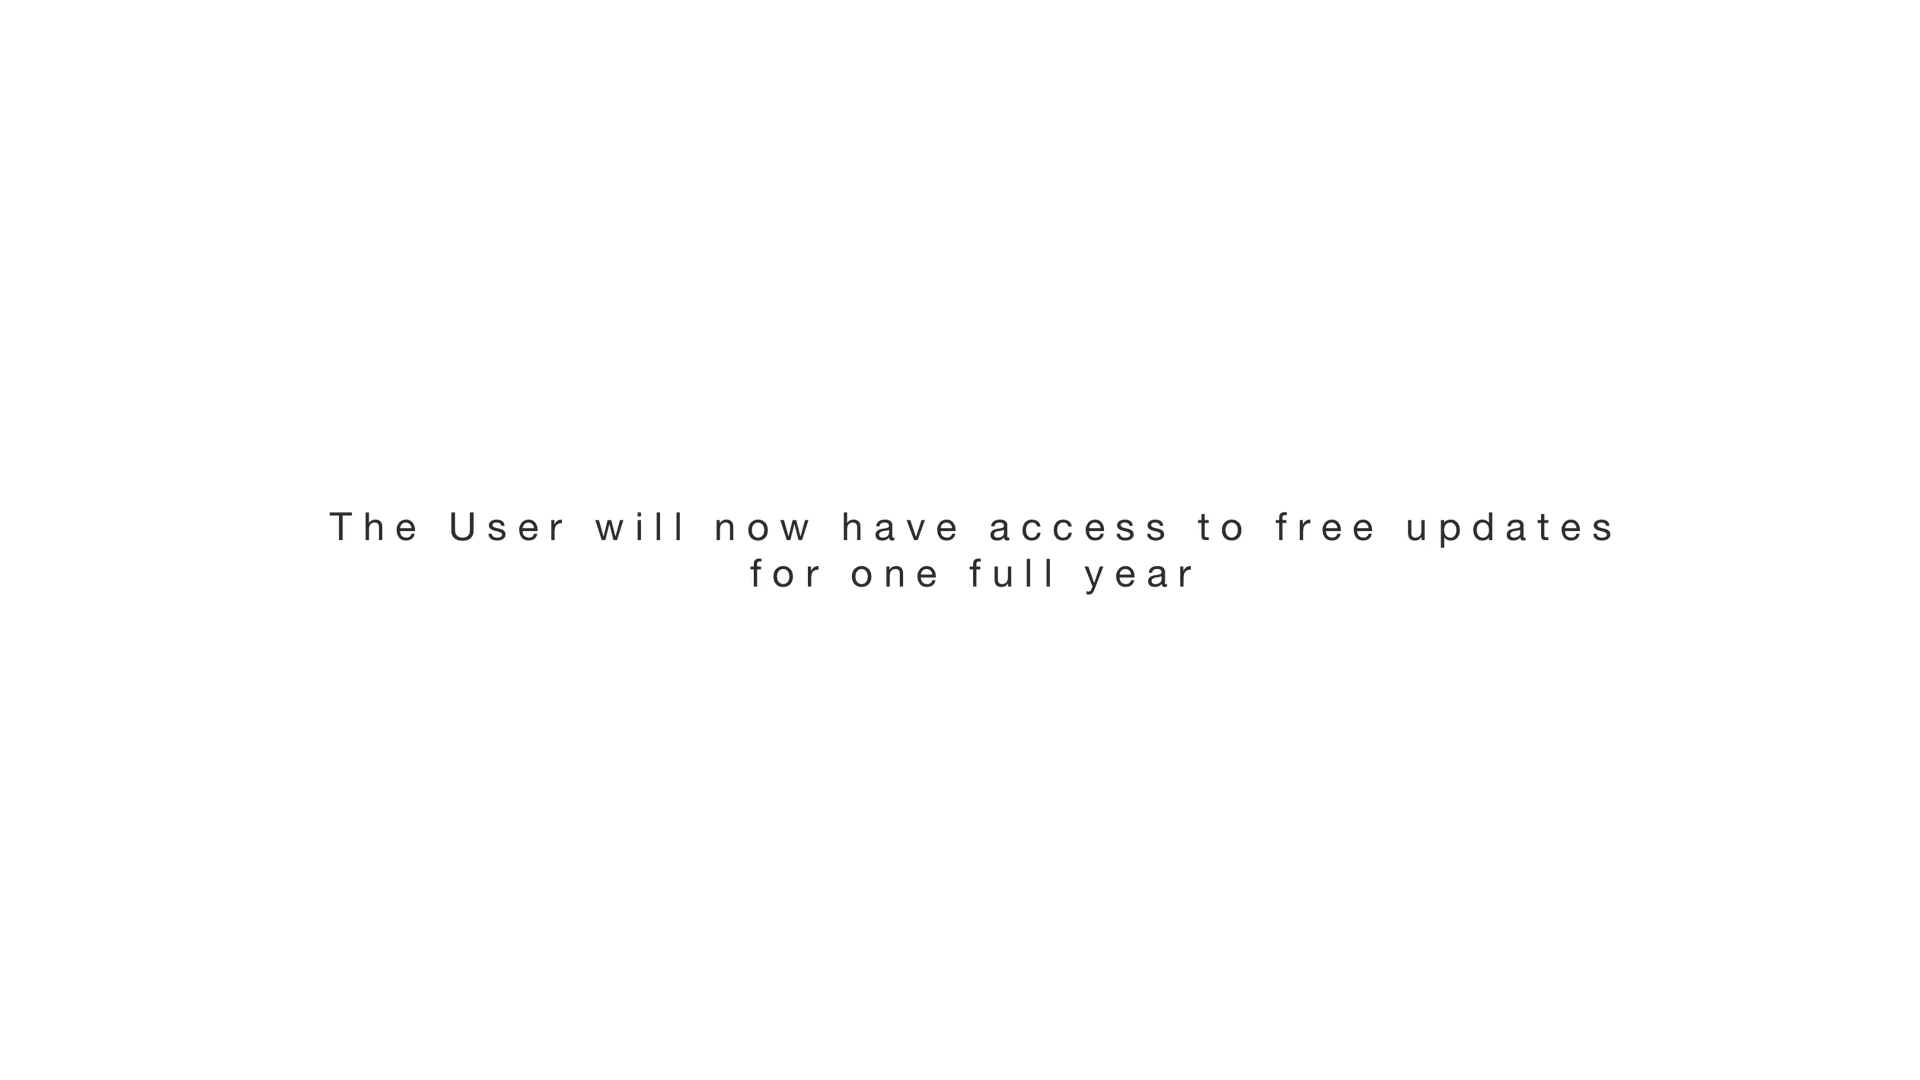 The User will now have access to free updates
for one full year